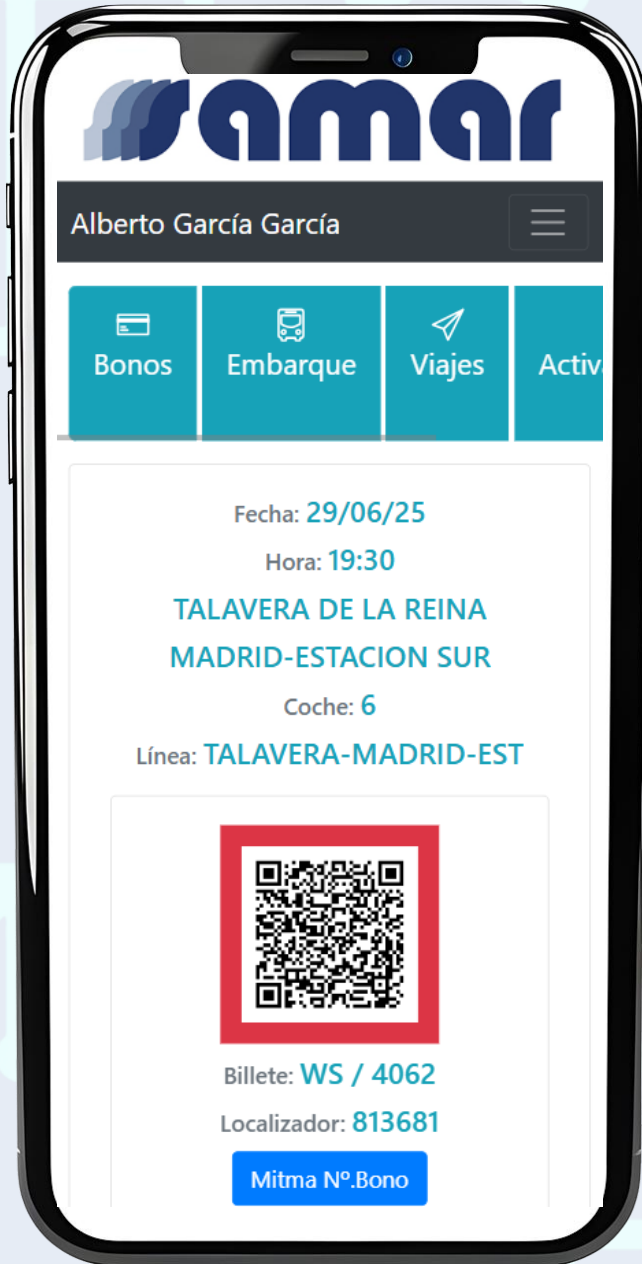 samar
Alberto García García
Bonos
Embarque
Viajes
Activ
Fecha: 29/06/25
Hora: 19:30
TALAVERA DE LA REINA
MADRID-ESTACION SUR
Coche: 6
Línea: TALAVERA-MADRID-EST
Billete: WS / 4062
Localizador: 813681
Mitma Nº.Bono